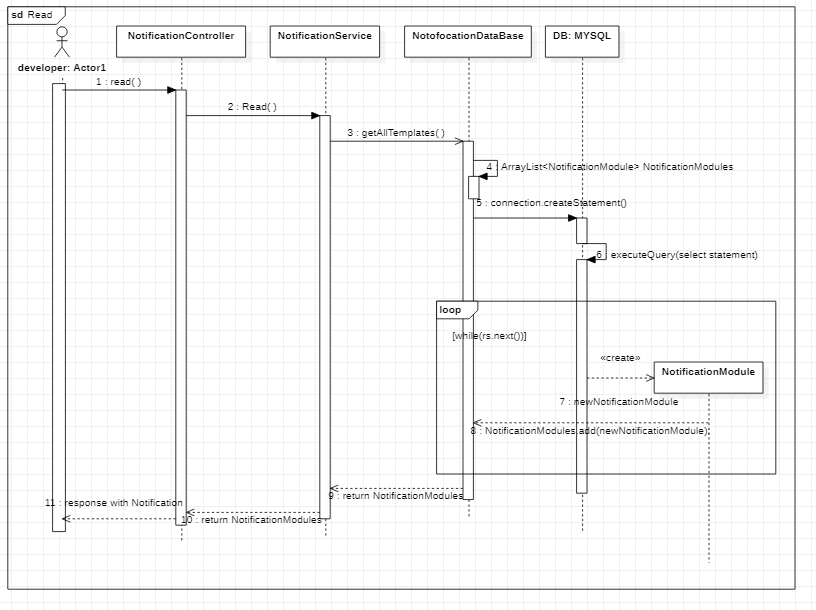 sd Read
NotificationController
NotificationService
NotofocationDataBase
DB: MYSQL
developer: Actor1
1 : read( )
2 : Read( )
3 : getAllTemplates( )
4 : ArrayList<NotificationModule> NotificationModules
5 : connection.createStatement()
6 : executeQuery(select statement)
loop
[while(rs.next())]
«create»
NotificationModule
7 : newNotificationModule
8 : NotificationModules.add(newNotificationModule)
9 : return NotificationModules
11 : response with Notification
10 : return NotificationModules